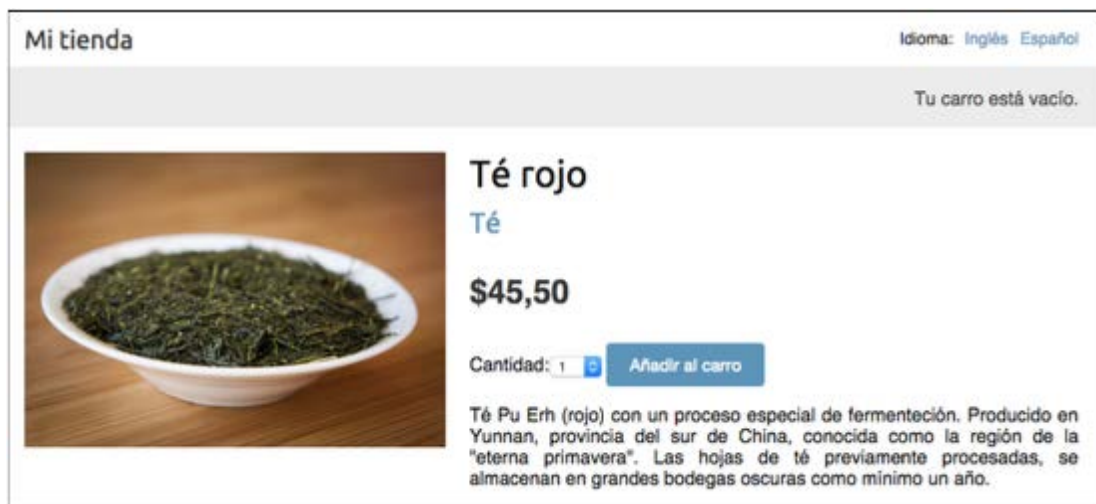 Mi tienda
Idioma: Inglés Español
Tu carro está vacío.
Té rojo
Té
$45,50
Cantidad: 1 Añadir al carro
Té Pu Erh (rojo) con un proceso especial de fermenteción. Producido en
Yunnan, provincia del sur de China, conocida como la región de la
"eterna primavera". Las hojas de té previamente procesadas, se
almacenan en grandes bodegas oscuras como mínimo un año.